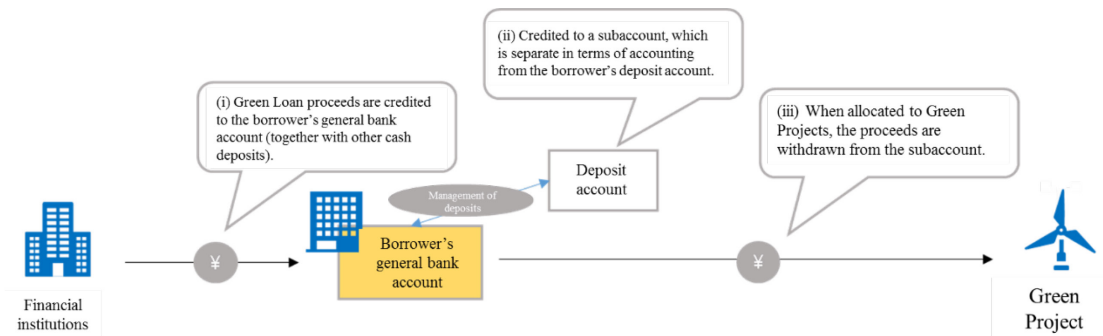 (ii) Credited to a subaccount, which
is separate in terms of accounting
from the borrower's deposit account.
(i) Green Loan proceeds are credited
to the borrower's general bank
account (together with other cash
deposits).
(iii) When allocated to Green
Projects, the proceeds are
withdrawn from the subaccount.
Deposit
account
Management of
deposits
Borrower's
general bank
account
¥
¥
Financial
institutions
Green
Project